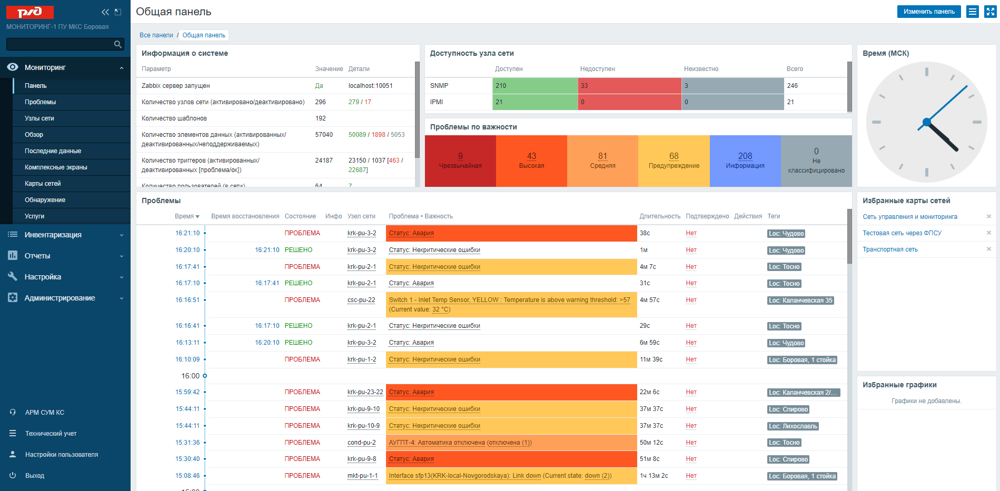 ржд
МОНИТОРИНГ-1 ПУ МКС Боровая
Мониторинг
Панель
Проблемы
Узлы сети
Обзор
Последние данные
Комплексные экраны
Карты сетей
Обнаружение
Услуги
Инвентаризация
Отчеты
Настройка
Администрирование
АРМ СУМ КС
Технический учет
Настройки пользователя
Выход
Общая панель
Изменить панель
Все панели / Общая панель
Информация о системе
Параметр Значение Детали
Zabbix сервер запущен Да localhost:10051
Количество узлов сети (активировано/деактивировано) 296 279 / 17
Количество шаблонов 192
Количество элементов данных (активированных/ 57040 50089 / 1898 / 5053
деактивированных/неподдерживаемых)
Количество триггеров (активированных/ 24187 23150 / 1037 [463 /
деактивированных [проблема/ок]) 22687]
Количество пользователей (в сети) 64 7
Доступность узла сети
Доступен Недоступен Неизвестно Всего
SNMP 210 33 3 246
IPMI 21 0 0 21
Проблемы по важности
9 43 81 68 208 0
Чрезвычайная Высокая Средняя Предупреждение Информация Не
классифицировано
Время (МСК)
Проблемы
Время Время восстановления Состояние Инфо Узел сети Проблема • Важность Длительность Подтверждено Действия Теги
16:21:10 ПРОБЛЕМА krk-pu-3-2 Статус: Авария 38с Нет Loc: Чудово
16:20:10 16:21:10 РЕШЕНО krk-pu-3-2 Статус: Некритические ошибки 1м Нет Loc: Чудово
16:17:41 ПРОБЛЕМА krk-pu-2-1 Статус: Некритические ошибки 4м 7с Нет Loc: Тосно
16:17:10 16:17:41 РЕШЕНО krk-pu-2-1 Статус: Авария 31с Нет Loc: Тосно
16:16:51 ПРОБЛЕМА csc-pu-22 Switch 1 - Inlet Temp Sensor, YELLOW : Temperature is above warning threshold: >57 4м 57с Нет Loc: Каланчевская 35
(Current value: 32 °C)
16:16:41 16:17:10 РЕШЕНО krk-pu-2-1 Статус: Некритические ошибки 29с Нет Loc: Тосно
16:13:11 16:20:10 РЕШЕНО krk-pu-3-2 Статус: Авария 6м 59с Нет Loc: Чудово
16:10:09 ПРОБЛЕМА krk-pu-1-2 Статус: Некритические ошибки 11м 39с Нет Loc: Боровая, 1 стойка
16:00
15:59:42 ПРОБЛЕМА krk-pu-23-22 Статус: Авария 22м 6с Нет Loc: Каланчевская 2/...
15:44:11 ПРОБЛЕМА krk-pu-9-10 Статус: Некритические ошибки 37м 37с Нет Loc: Спирово
15:44:11 ПРОБЛЕМА krk-pu-10-9 Статус: Некритические ошибки 37м 37с Нет Loc: Лихославль
15:31:36 ПРОБЛЕМА cond-pu-2 АУГПТ-4: Автоматика отключена (отключена (1)) 50м 12с Нет Loc: Тосно
15:30:40 ПРОБЛЕМА krk-pu-9-8 Статус: Авария 51м 8с Нет Loc: Спирово
15:08:46 ПРОБЛЕМА mkt-pu-1-1 Interface sfp13(KRK-local-Novgorodskaya): Link down (Current state: down (2)) 1ч 13м 2с Нет Loc: Боровая, 1 стойка
15:00
Избранные карты сетей
Сеть управления и мониторинга
Тестовая сеть через ФПСУ
Транспортная сеть
Избранные графики
Графики не добавлены.